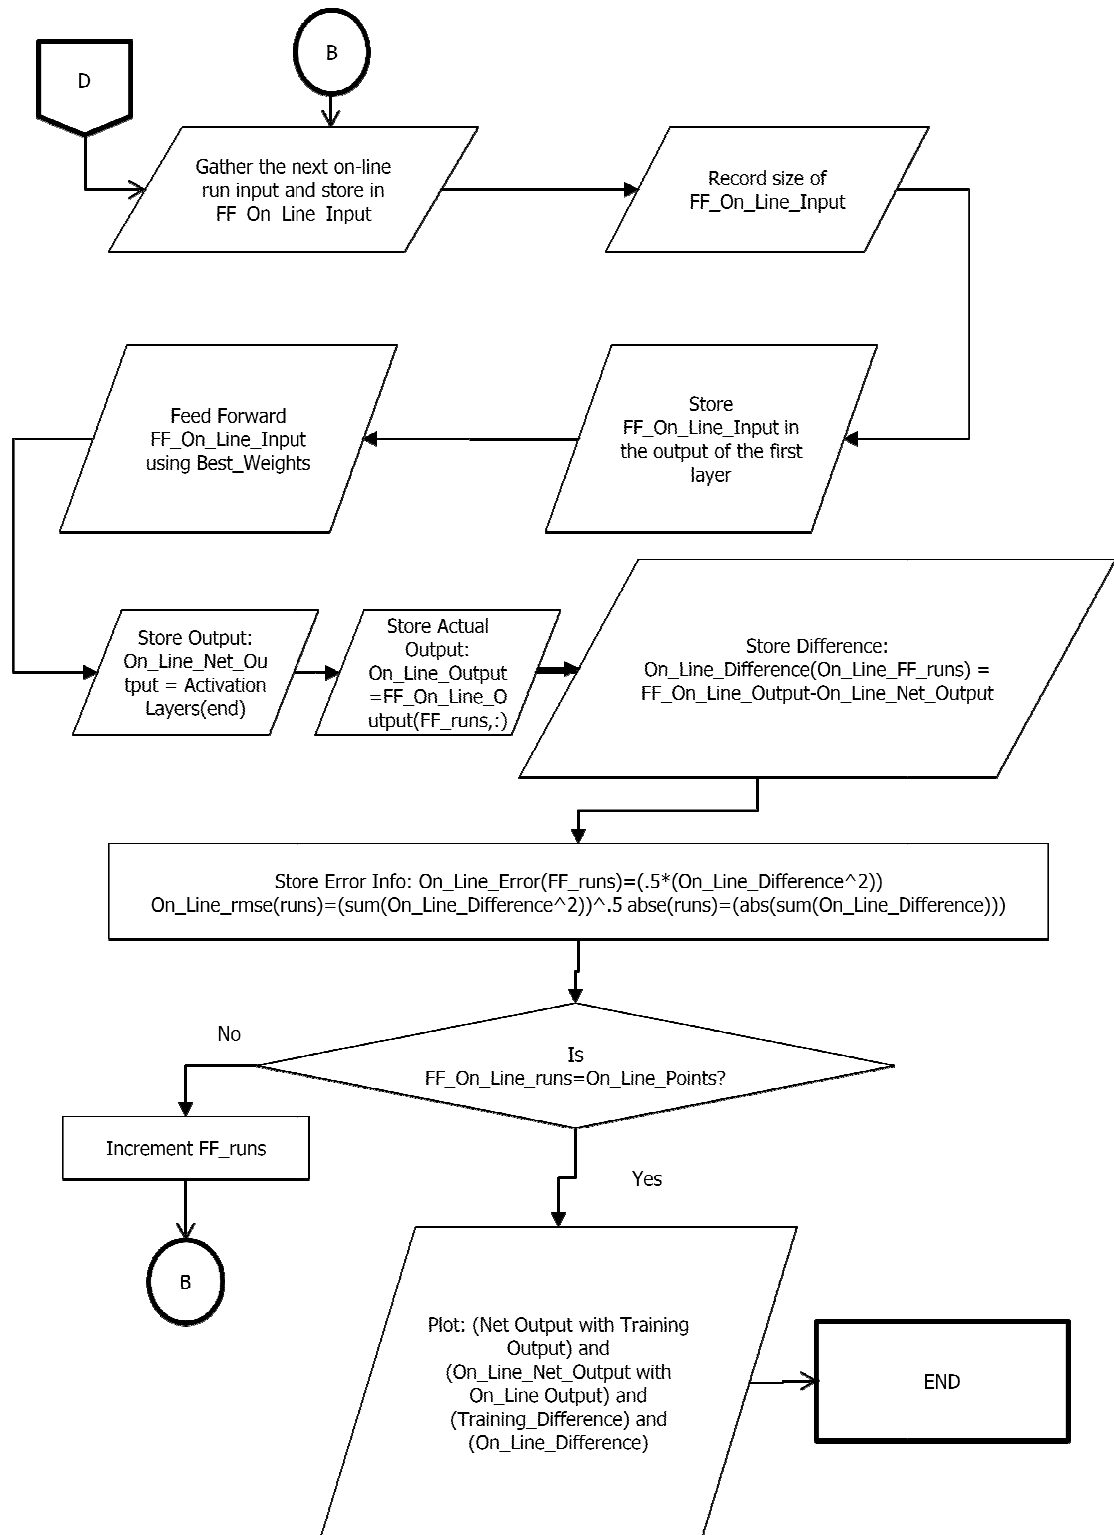 D
B
Gather the next on-line
run input and store in
FF_On_Line_Input
Record size of
FF_On_Line_Input
Store
FF_On_Line_Input in
the output of the first
layer
Feed Forward
FF_On_Line_Input
using Best_Weights
Store Output:
On_Line_Net_Ou
tput = Activation
Layers(end)
Store Actual
Output:
On_Line_Output
=FF_On_Line_O
utput(FF_runs,:)
Store Difference:
On_Line_Difference(On_Line_FF_runs) =
FF_On_Line_Output-On_Line_Net_Output
Store Error Info: On_Line_Error(FF_runs)=(.5*(On_Line_Difference^2))
On_Line_rmse(runs)=(sum(On_Line_Difference^2))^.5 abse(runs)=(abs(sum(On_Line_Difference)))
Is
FF_On_Line_runs=On_Line_Points?
No
Increment FF_runs
B
Yes
Plot: (Net Output with Training
Output) and
(On_Line_Net_Output with
On_Line Output) and
(Training_Difference) and
(On_Line_Difference)
END